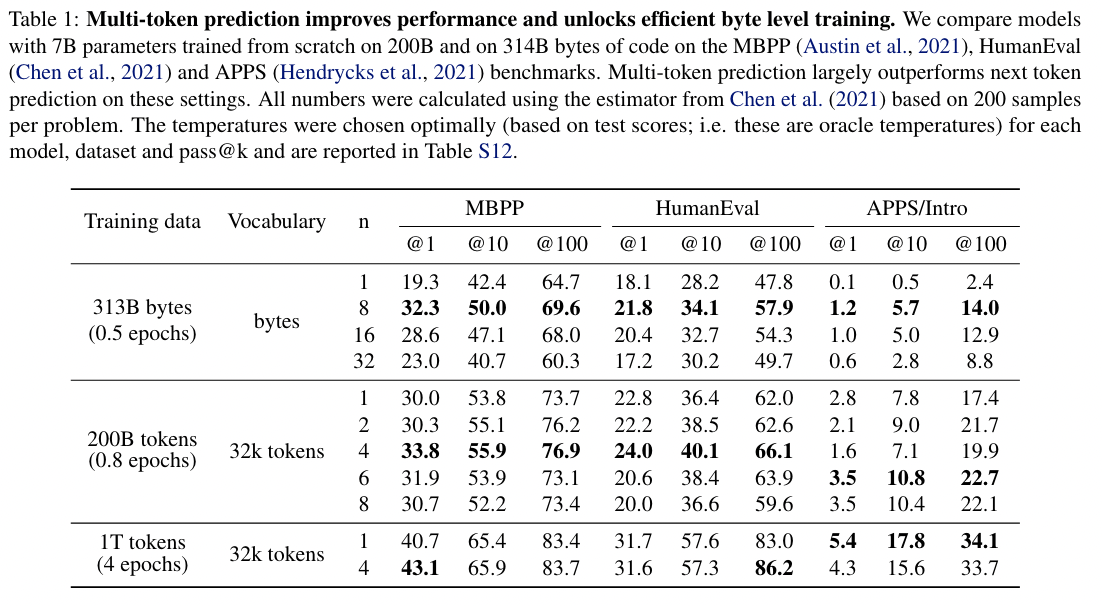 Table 1: Multi-token prediction improves performance and unlocks efficient byte level training. We compare models
with 7B parameters trained from scratch on 200B and on 314B bytes of code on the MBPP (Austin et al., 2021), HumanEval
(Chen et al., 2021) and APPS (Hendrycks et al., 2021) benchmarks. Multi-token prediction largely outperforms next token
prediction on these settings. All numbers were calculated using the estimator from Chen et al. (2021) based on 200 samples
per problem. The temperatures were chosen optimally (based on test scores; i.e. these are oracle temperatures) for each
model, dataset and pass@k and are reported in Table S12.
Training data Vocabulary n MBPP HumanEval APPS/Intro
@1 @10 @100 @1 @10 @100 @1 @10 @100
313B bytes
(0.5 epochs)
bytes
1 19.3 42.4 64.7 18.1 28.2 47.8 0.1 0.5 2.4
8 32.3 50.0 69.6 21.8 34.1 57.9 1.2 5.7 14.0
16 28.6 47.1 68.0 20.4 32.7 54.3 1.0 5.0 12.9
32 23.0 40.7 60.3 17.2 30.2 49.7 0.6 2.8 8.8
200B tokens
(0.8 epochs)
32k tokens
1 30.0 53.8 73.7 22.8 36.4 62.0 2.8 7.8 17.4
2 30.3 55.1 76.2 22.2 38.5 62.6 2.1 9.0 21.7
4 33.8 55.9 76.9 24.0 40.1 66.1 1.6 7.1 19.9
6 31.9 53.9 73.1 20.6 38.4 63.9 3.5 10.8 22.7
8 30.7 52.2 73.4 20.0 36.6 59.6 3.5 10.4 22.1
1T tokens
(4 epochs)
32k tokens
1 40.7 65.4 83.4 31.7 57.6 83.0 5.4 17.8 34.1
4 43.1 65.9 83.7 31.6 57.3 86.2 4.3 15.6 33.7